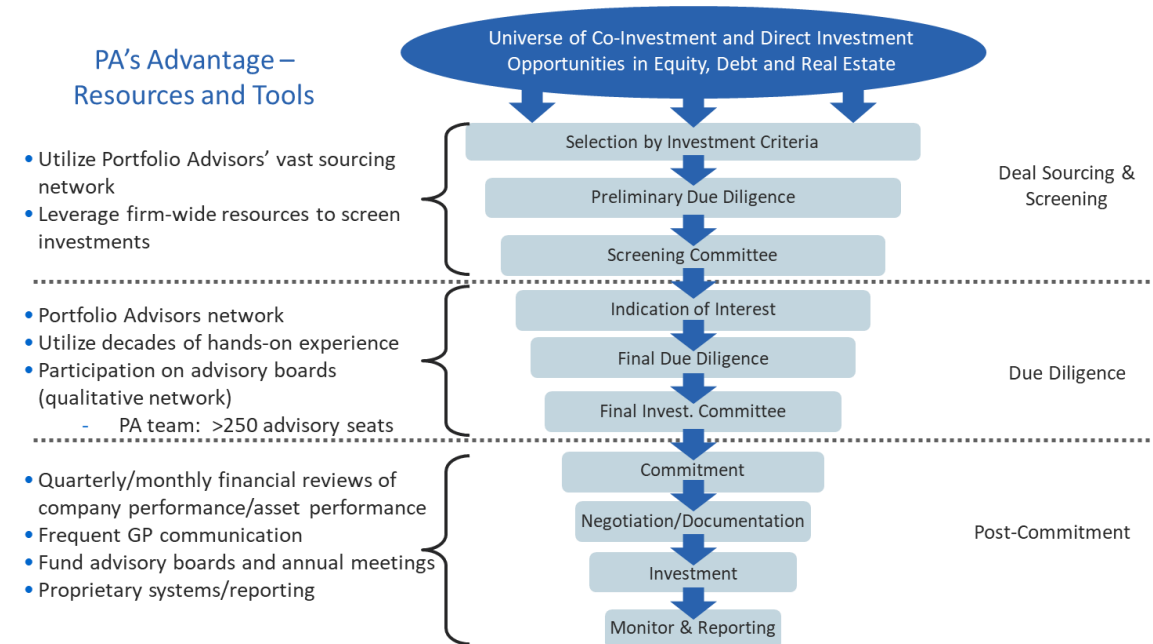 PA’s Advantage –
Resources and Tools
Universe of Co-Investment and Direct Investment
Opportunities in Equity, Debt and Real Estate
• Utilize Portfolio Advisors’ vast sourcing
network
• Leverage firm-wide resources to screen
investments
Selection by Investment Criteria
Preliminary Due Diligence
Screening Committee
Deal Sourcing &
Screening
• Portfolio Advisors network
• Utilize decades of hands-on experience
• Participation on advisory boards
(qualitative network)
- PA team: >250 advisory seats
Indication of Interest
Final Due Diligence
Final Invest. Committee
Due Diligence
• Quarterly/monthly financial reviews of
company performance/asset performance
• Frequent GP communication
• Fund advisory boards and annual meetings
• Proprietary systems/reporting
Commitment
Negotiation/Documentation
Investment
Monitor & Reporting
Post-Commitment